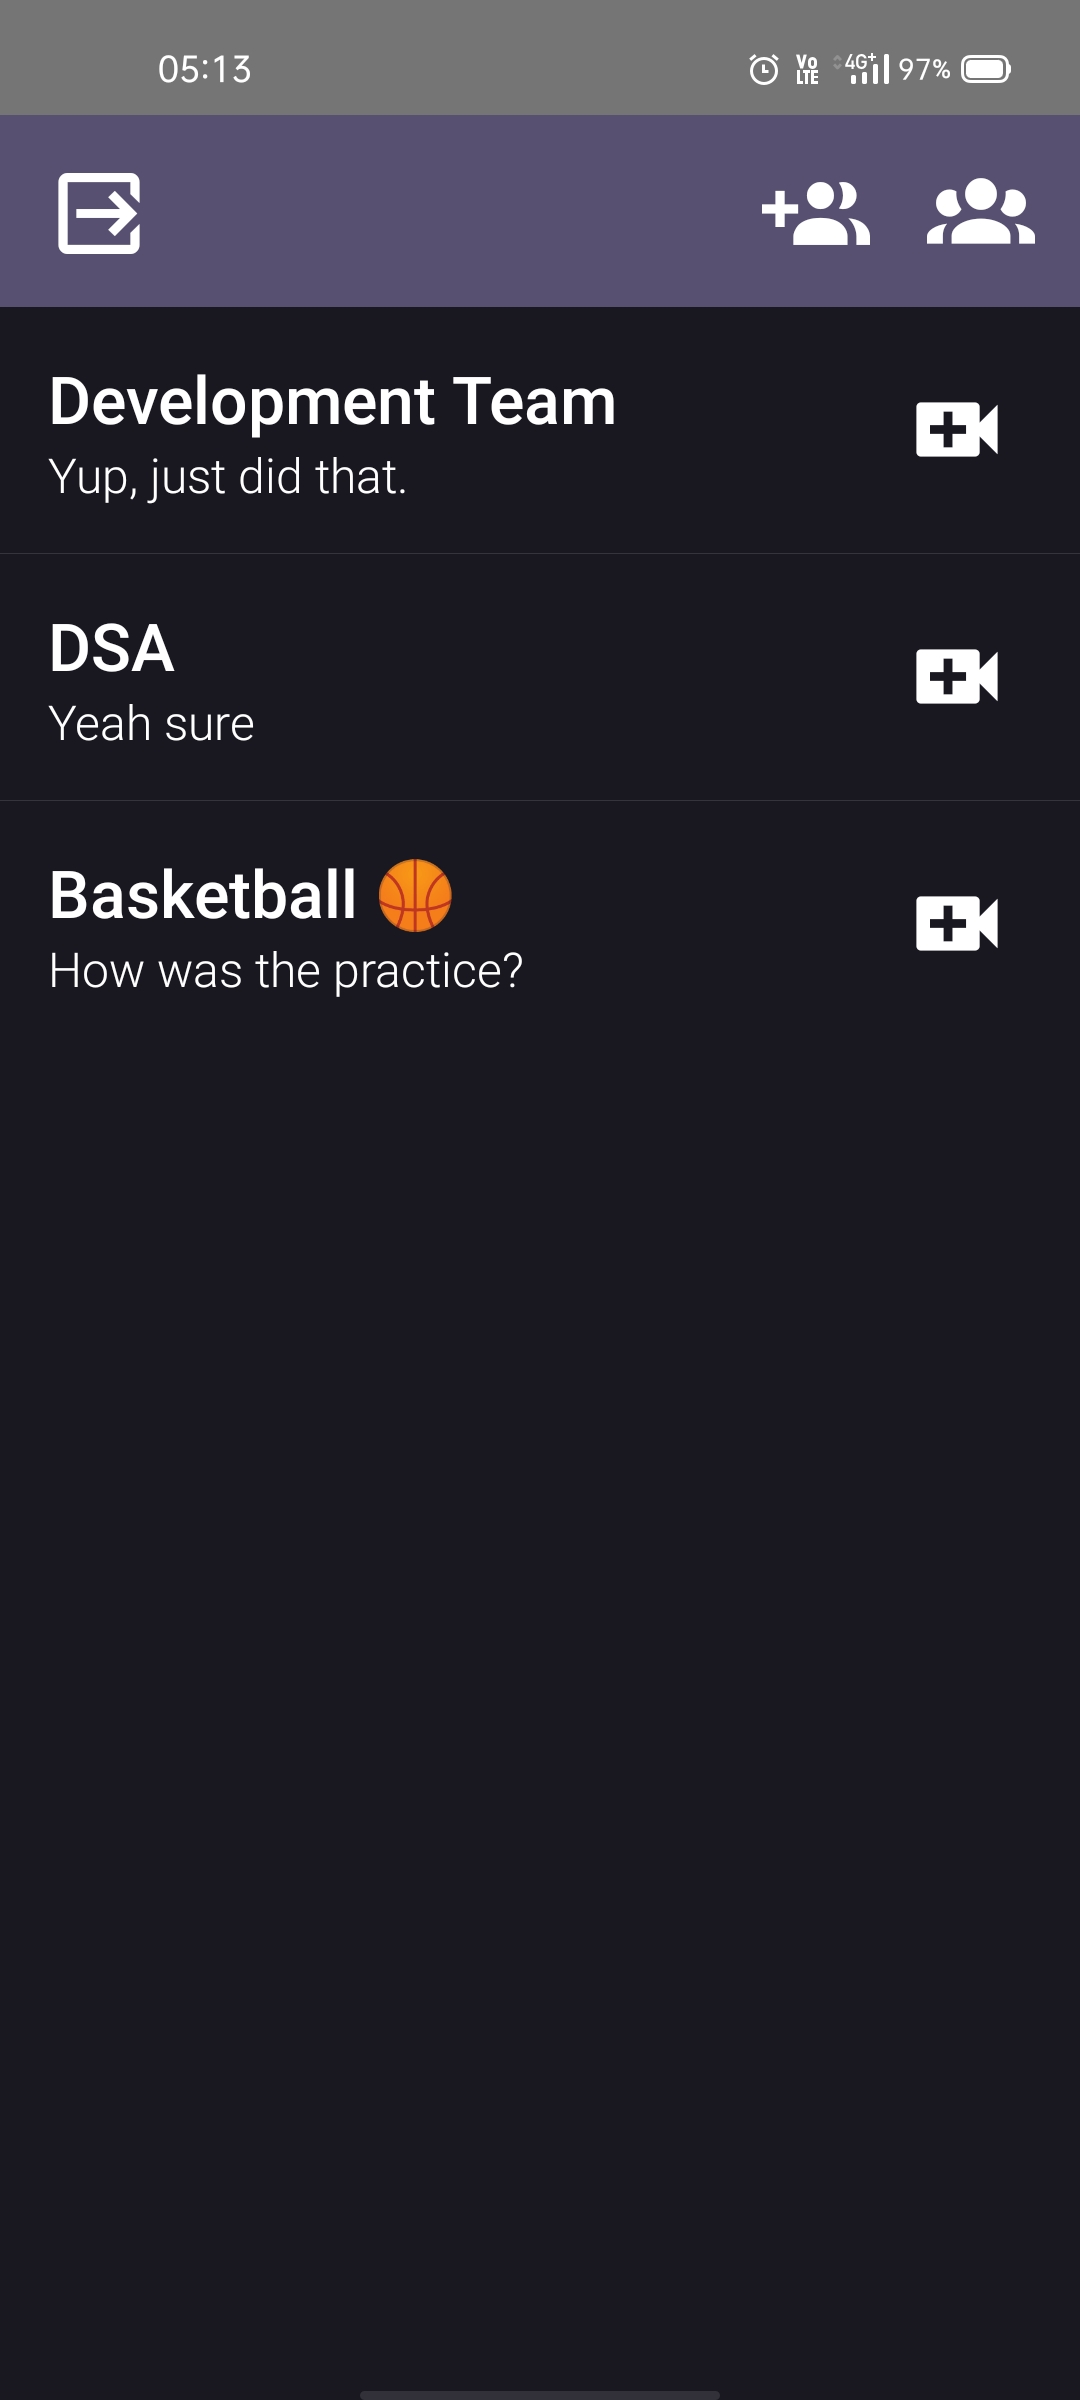 05:13 Vo LTE 4G+ 97%
Development Team
Yup, just did that.
DSA
Yeah sure
Basketball 🏀
How was the practice?